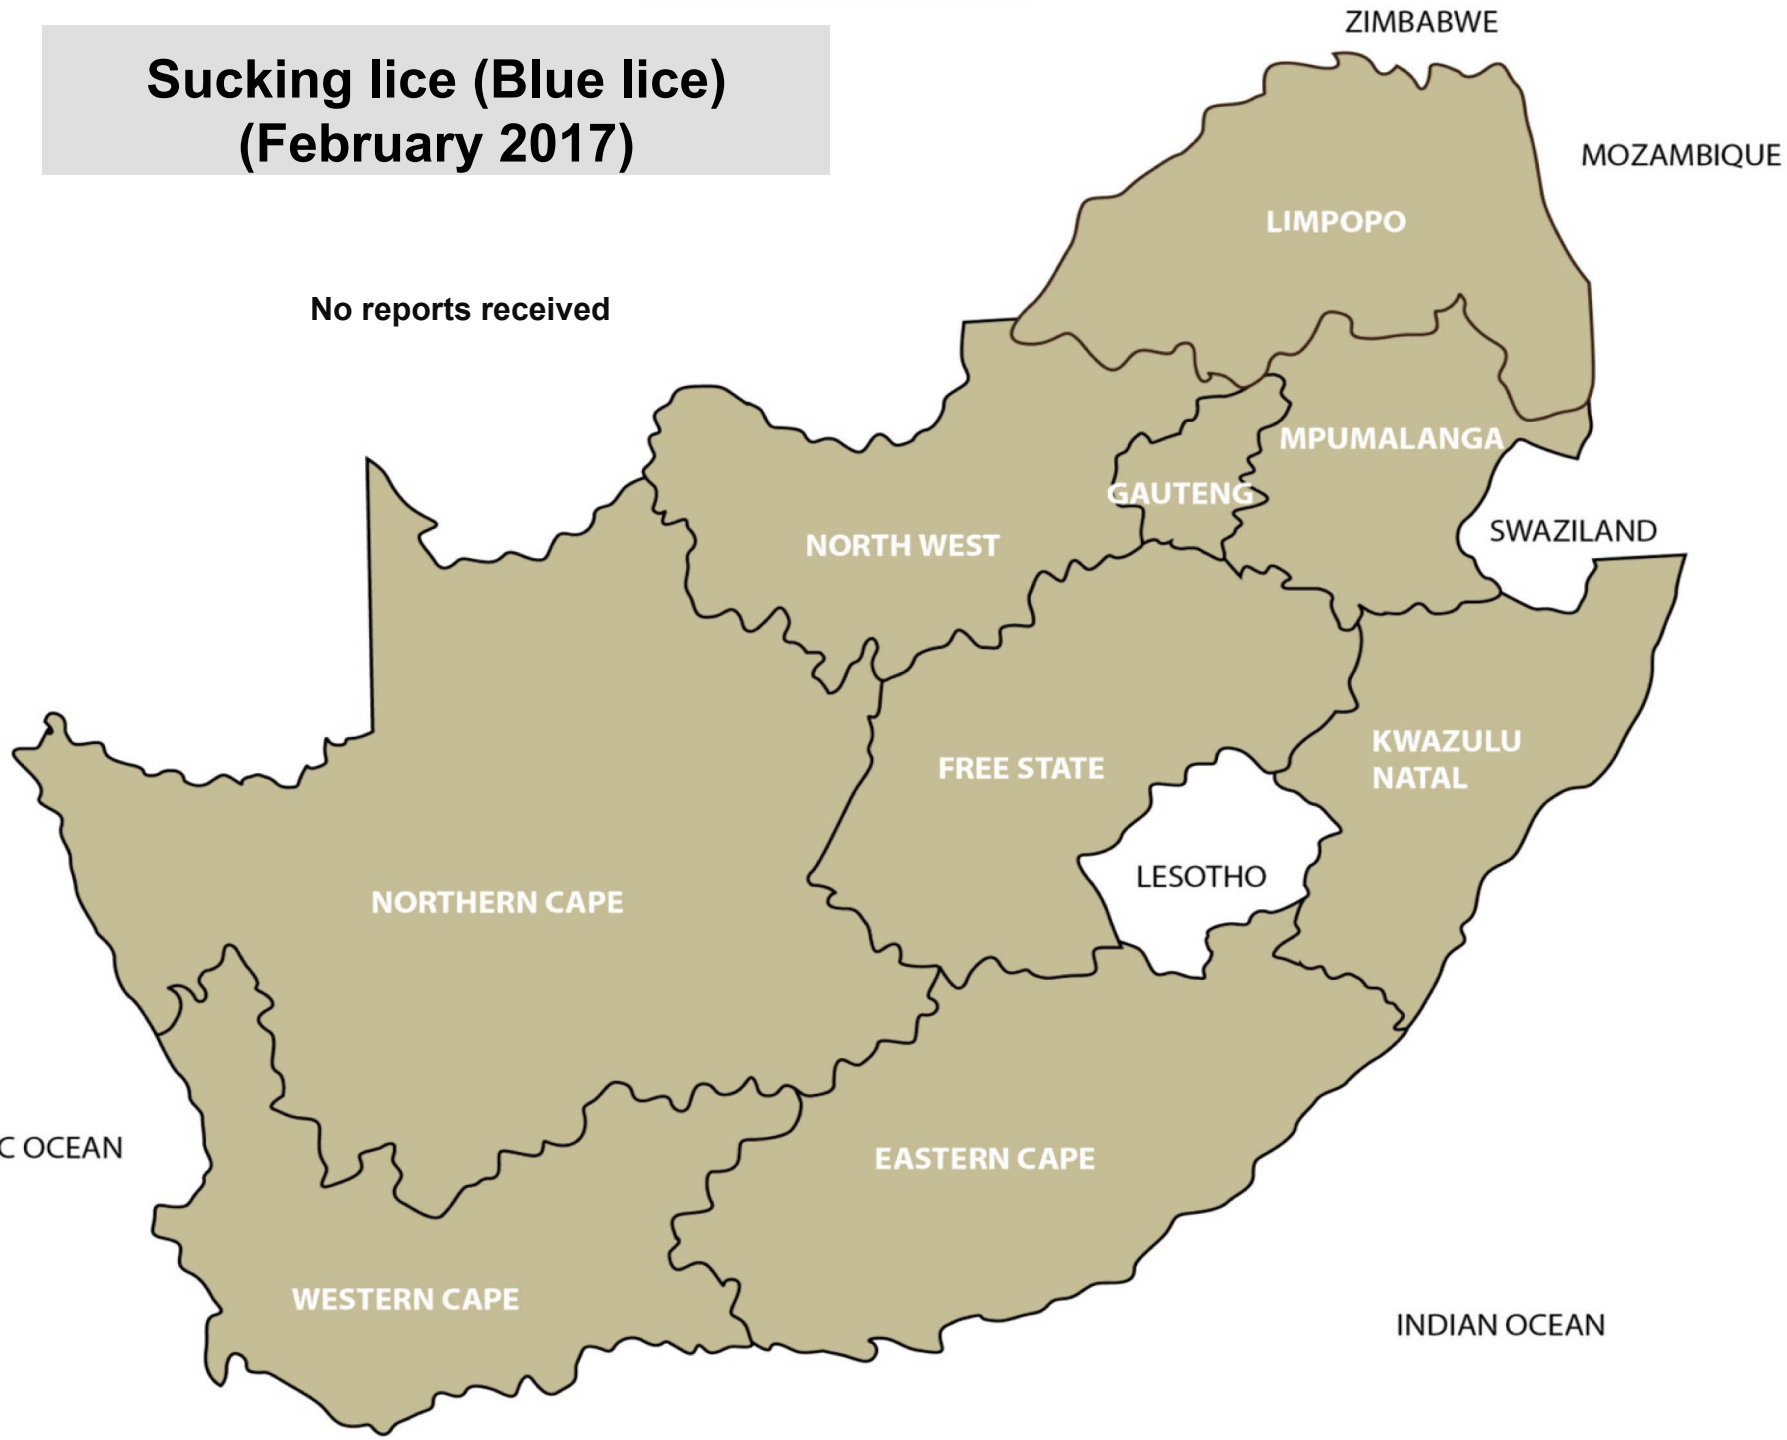 ZIMBABWE
Sucking lice (Blue lice)
(February 2017)
MOZAMBIQUE
LIMPOPO
No reports received
MPUMALANGA
GAUTENG
SWAZILAND
NORTH WEST
KWAZULU
NATAL
FREE STATE
LESOTHO
NORTHERN CAPE
C OCEAN
EASTERN CAPE
WESTERN CAPE
INDIAN OCEAN